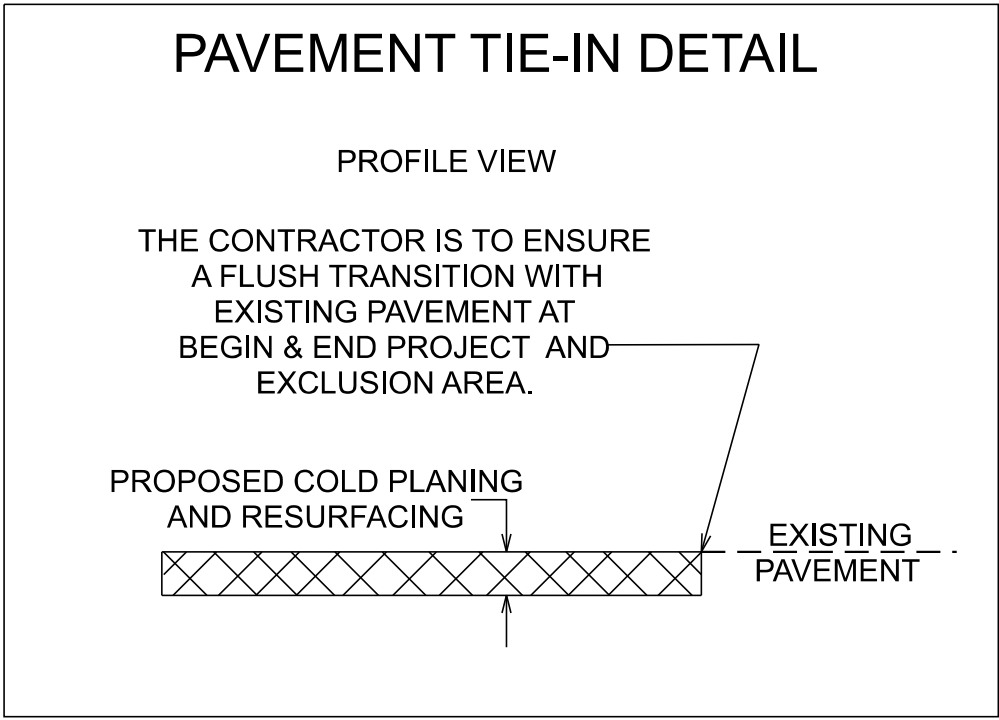 PAVEMENT TIE-IN DETAIL
PROFILE VIEW
THE CONTRACTOR IS TO ENSURE
A FLUSH TRANSITION WITH
EXISTING PAVEMENT AT
BEGIN & END PROJECT AND
EXCLUSION AREA.
PROPOSED COLD PLANING
AND RESURFACING
EXISTING
PAVEMENT